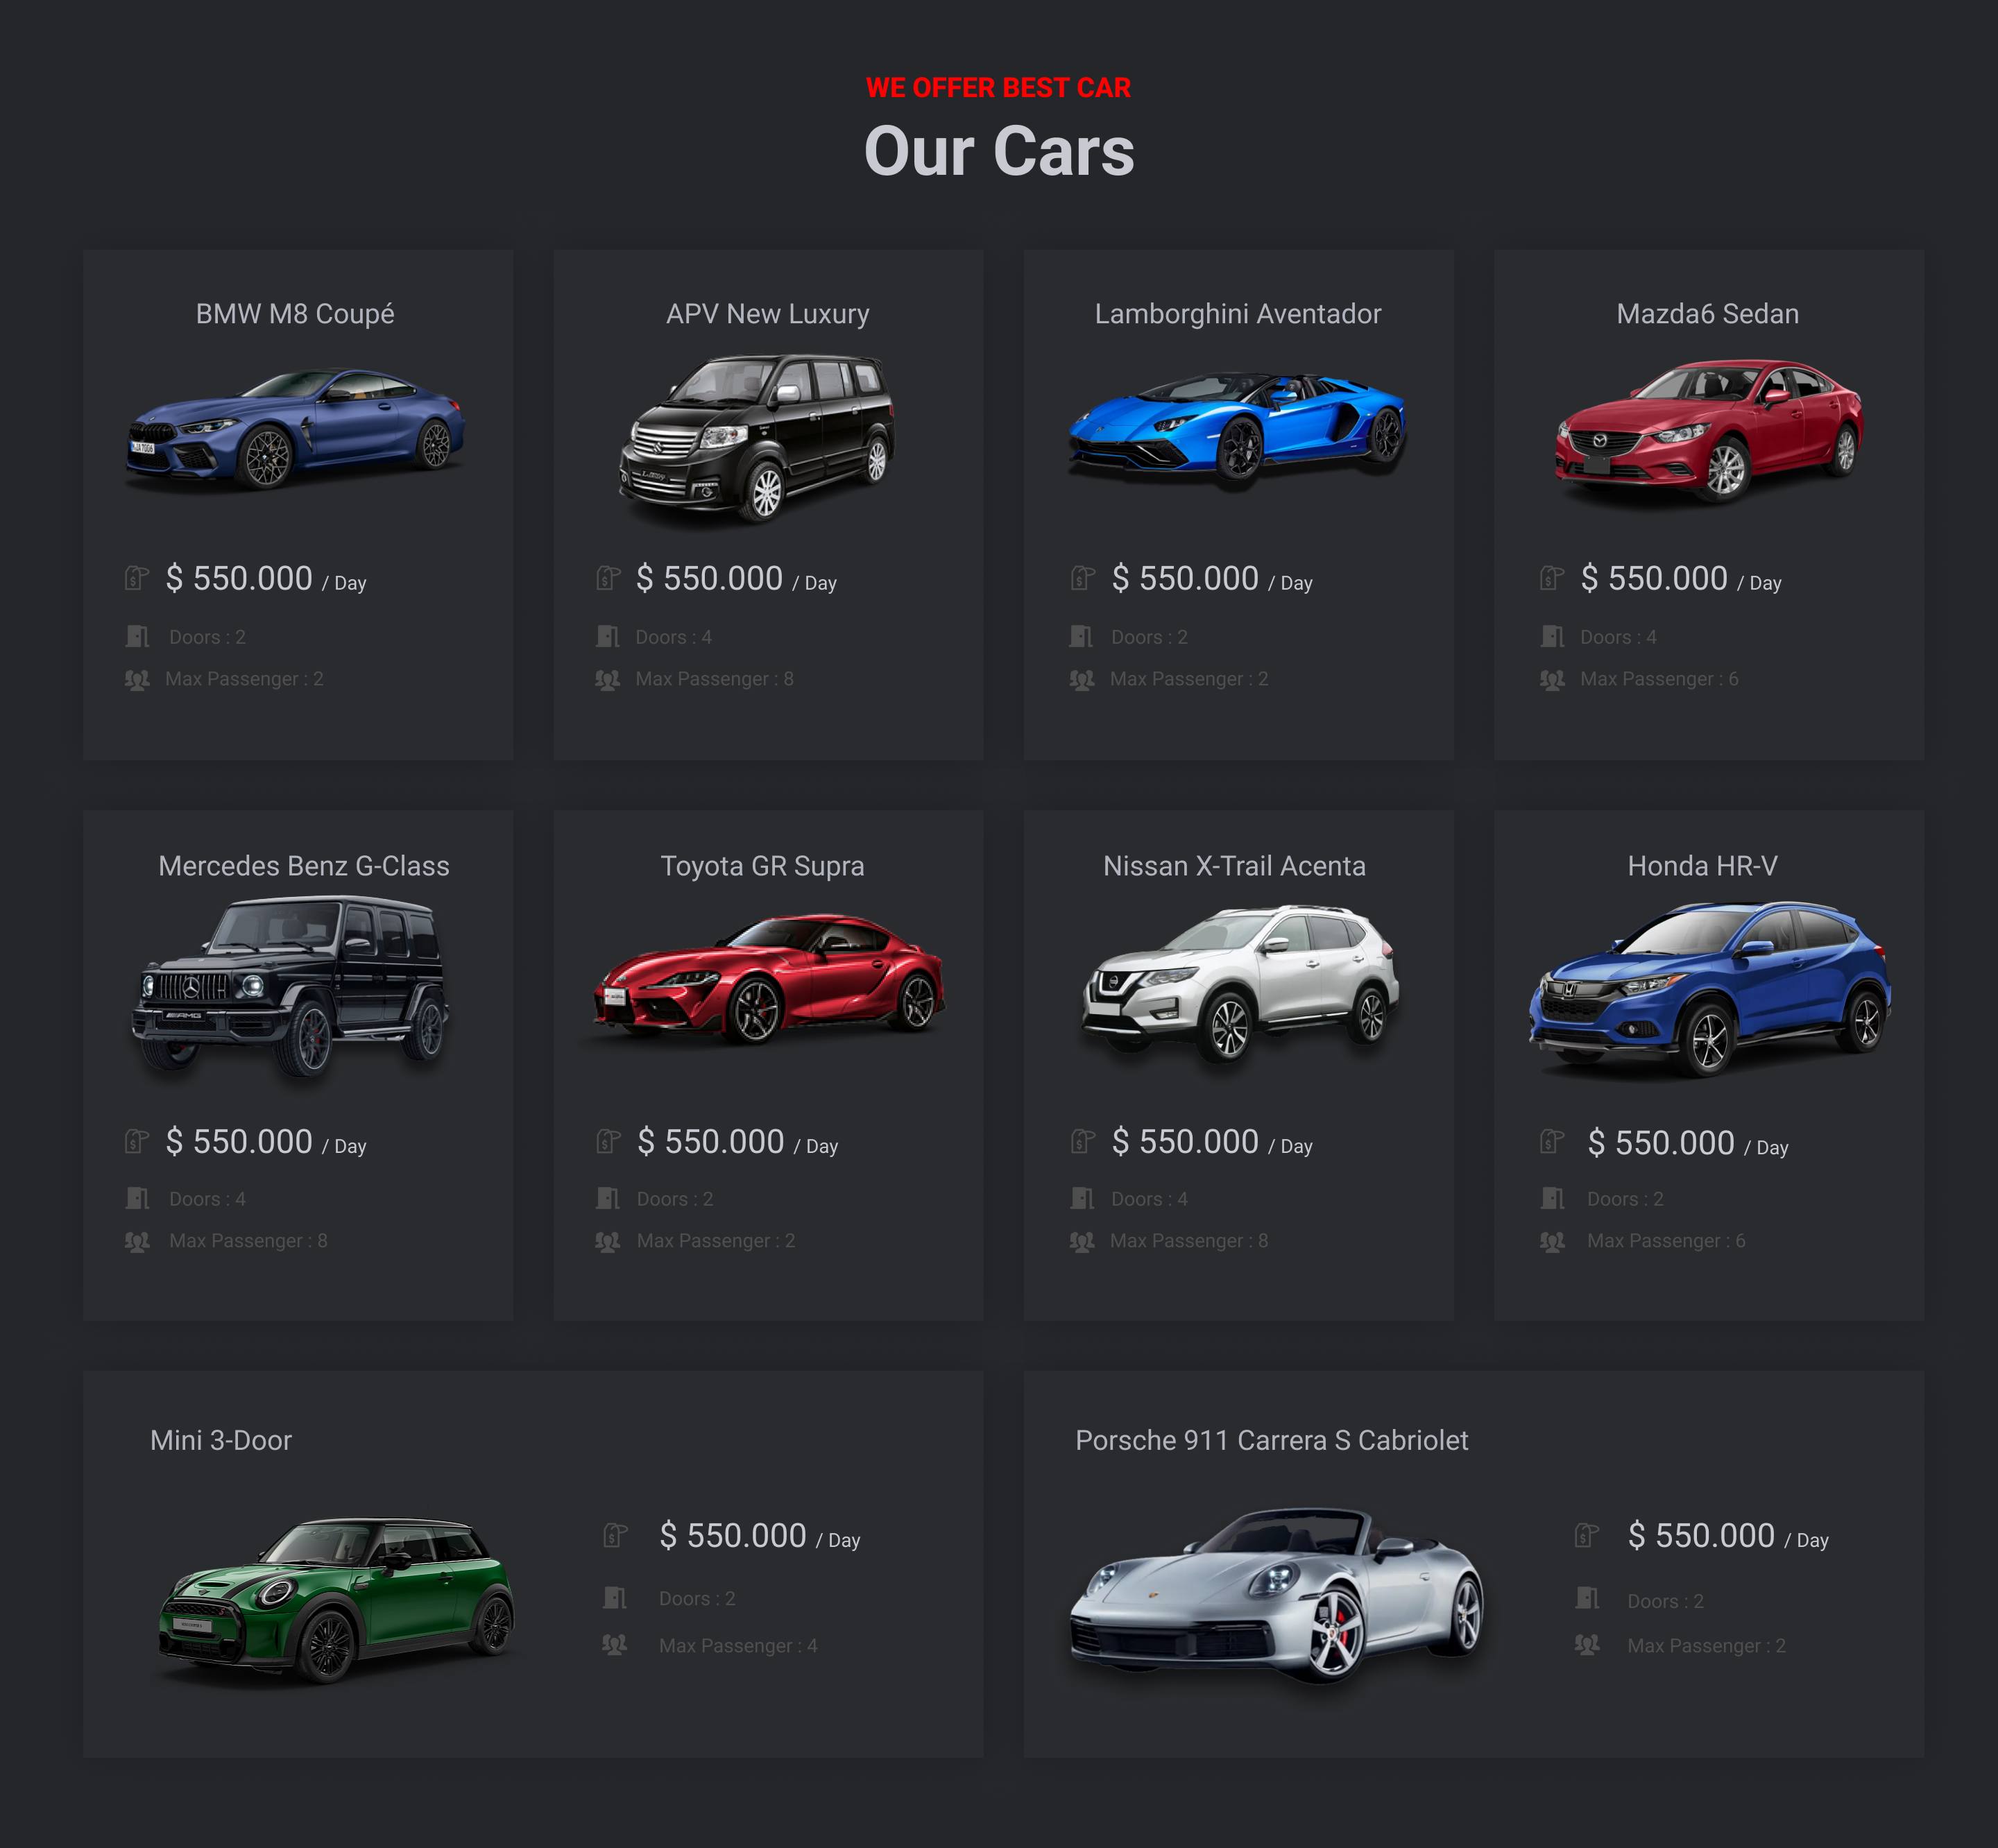 WE OFFER BEST CAR
Our Cars
BMW M8 Coupé
$ 550.000 / Day
Doors : 2
Max Passenger : 2
APV New Luxury
$ 550.000 / Day
Doors : 4
Max Passenger : 8
Lamborghini Aventador
$ 550.000 / Day
Doors : 2
Max Passenger : 2
Mazda6 Sedan
$ 550.000 / Day
Doors : 4
Max Passenger : 6
Mercedes Benz G-Class
AMG
$ 550.000 / Day
Doors : 4
Max Passenger : 8
Toyota GR Supra
$ 550.000 / Day
Doors : 2
Max Passenger : 2
Nissan X-Trail Acenta
$ 550.000 / Day
Doors : 4
Max Passenger : 8
Honda HR-V
$ 550.000 / Day
Doors : 2
Max Passenger : 6
Mini 3-Door
$ 550.000 / Day
Doors : 2
Max Passenger : 4
Porsche 911 Carrera S Cabriolet
$ 550.000 / Day
Doors : 2
Max Passenger : 2